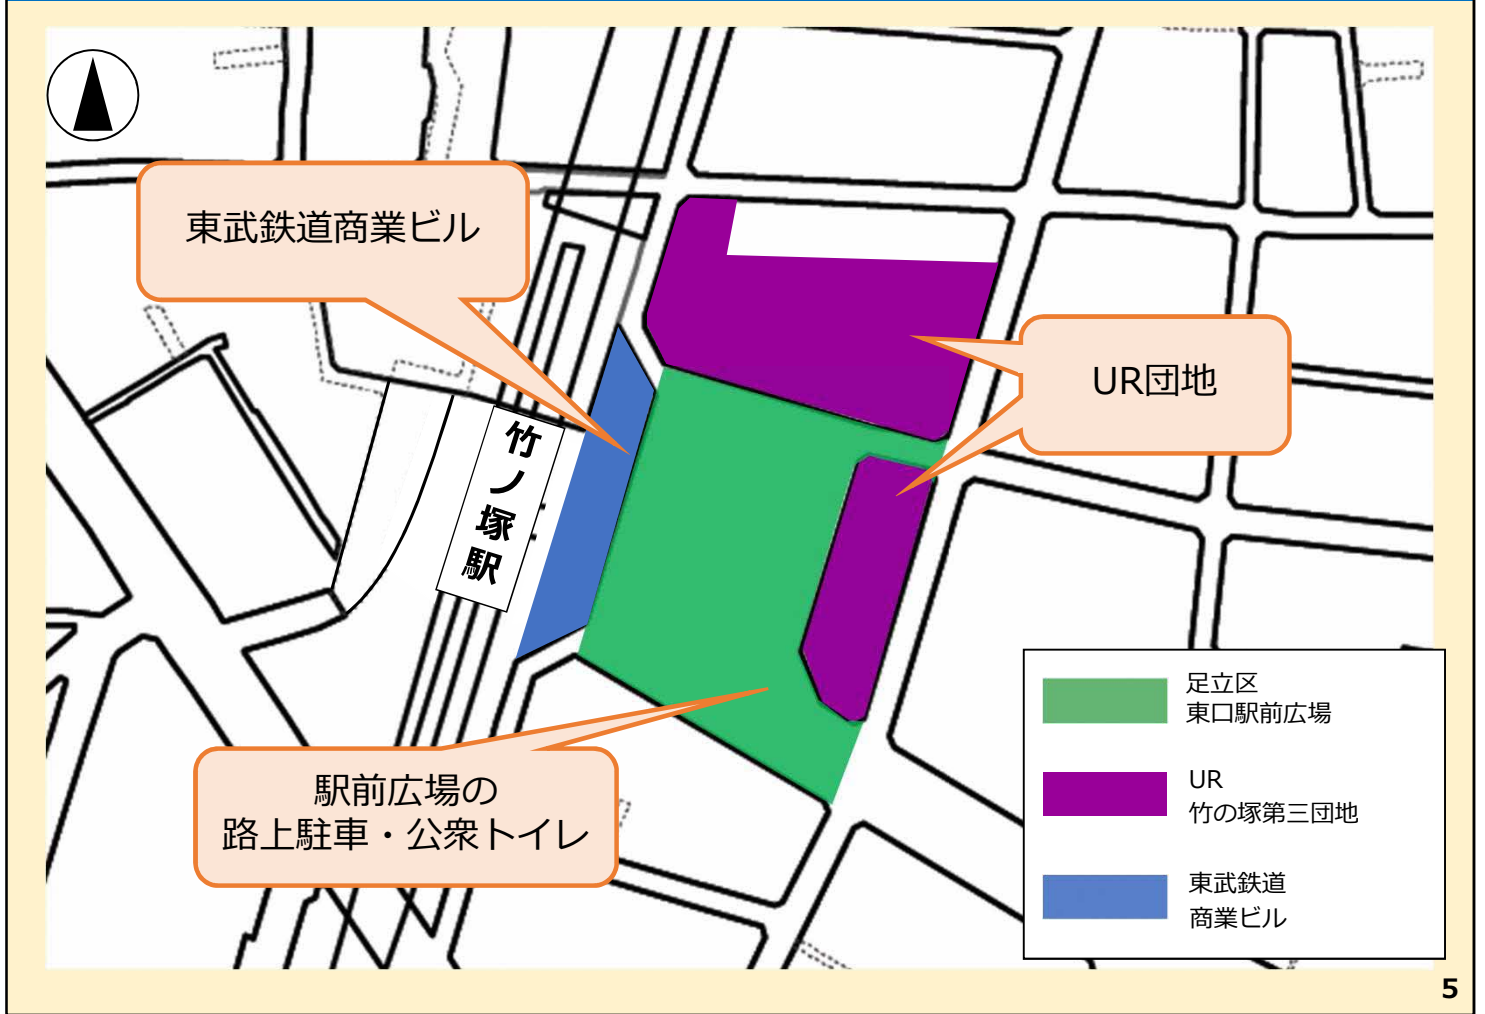 東武鉄道商業ビル
UR団地
竹ノ塚駅
駅前広場の
路上駐車・公衆トイレ
足立区
東口駅前広場
UR
竹の塚第三団地
東武鉄道
商業ビル
5